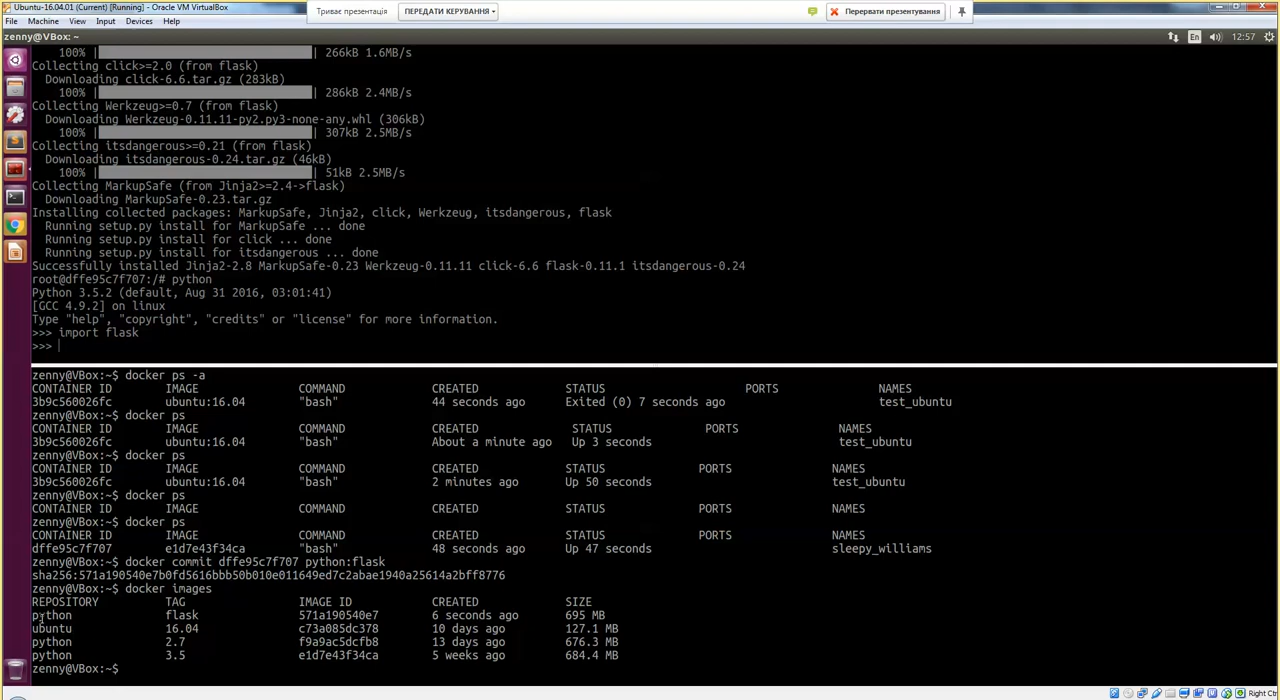 Ubuntu-16.04.01 (Current) [Running] - Oracle VM VirtualBox
Триває презентація
ПЕРЕДАТИ КЕРУВАННЯ
Перервати презентування
File Machine View Input Devices Help
zenny@VBox: ~
En 12:57
100% | | 266kB 1.6MB/s
Collecting click>=2.0 (from flask)
Downloading click-6.6.tar.gz (283kB)
100% | | 286kB 2.4MB/s
Collecting Werkzeug>=0.7 (from flask)
Downloading Werkzeug-0.11.11-py2.py3-none-any.whl (306kB)
100% | | 307kB 2.5MB/s
Collecting itsdangerous>=0.21 (from flask)
Downloading itsdangerous-0.24.tar.gz (46kB)
100% | | 51kB 2.5MB/s
Collecting MarkupSafe (from Jinja2>=2.4->flask)
Downloading MarkupSafe-0.23.tar.gz
Installing collected packages: MarkupSafe, Jinja2, click, Werkzeug, itsdangerous, flask
Running setup.py install for MarkupSafe ... done
Running setup.py install for click ... done
Running setup.py install for itsdangerous ... done
Successfully installed Jinja2-2.8 MarkupSafe-0.23 Werkzeug-0.11.11 click-6.6 flask-0.11.1 itsdangerous-0.24
root@dffe95c7f707:/# python
Python 3.5.2 (default, Aug 31 2016, 03:01:41)
[GCC 4.9.2] on linux
Type "help", "copyright", "credits" or "license" for more information.
>>> import flask
>>>
zenny@VBox:~$ docker ps -a
CONTAINER ID IMAGE COMMAND CREATED STATUS PORTS NAMES
3b9c560026fc ubuntu:16.04 "bash" 44 seconds ago Exited (0) 7 seconds ago test_ubuntu
zenny@VBox:~$ docker ps
CONTAINER ID IMAGE COMMAND CREATED STATUS PORTS NAMES
3b9c560026fc ubuntu:16.04 "bash" About a minute ago Up 3 seconds test_ubuntu
zenny@VBox:~$ docker ps
CONTAINER ID IMAGE COMMAND CREATED STATUS PORTS NAMES
3b9c560026fc ubuntu:16.04 "bash" 2 minutes ago Up 50 seconds test_ubuntu
zenny@VBox:~$ docker ps
CONTAINER ID IMAGE COMMAND CREATED STATUS PORTS NAMES
zenny@VBox:~$ docker ps
CONTAINER ID IMAGE COMMAND CREATED STATUS PORTS NAMES
dffe95c7f707 e1d7e43f34ca "bash" 48 seconds ago Up 47 seconds sleepy_williams
zenny@VBox:~$ docker commit dffe95c7f707 python:flask
sha256:571a190540e7b0fd5616bbb50b010e011649ed7c2abae1940a25614a2bff8776
zenny@VBox:~$ docker images
REPOSITORY TAG IMAGE ID CREATED SIZE
python flask 571a190540e7 6 seconds ago 695 MB
ubuntu 16.04 c73a085dc378 10 days ago 127.1 MB
python 2.7 f9a9ac5dcfb8 13 days ago 676.3 MB
python 3.5 e1d7e43f34ca 5 weeks ago 684.4 MB
zenny@VBox:~$
Right Ctrl